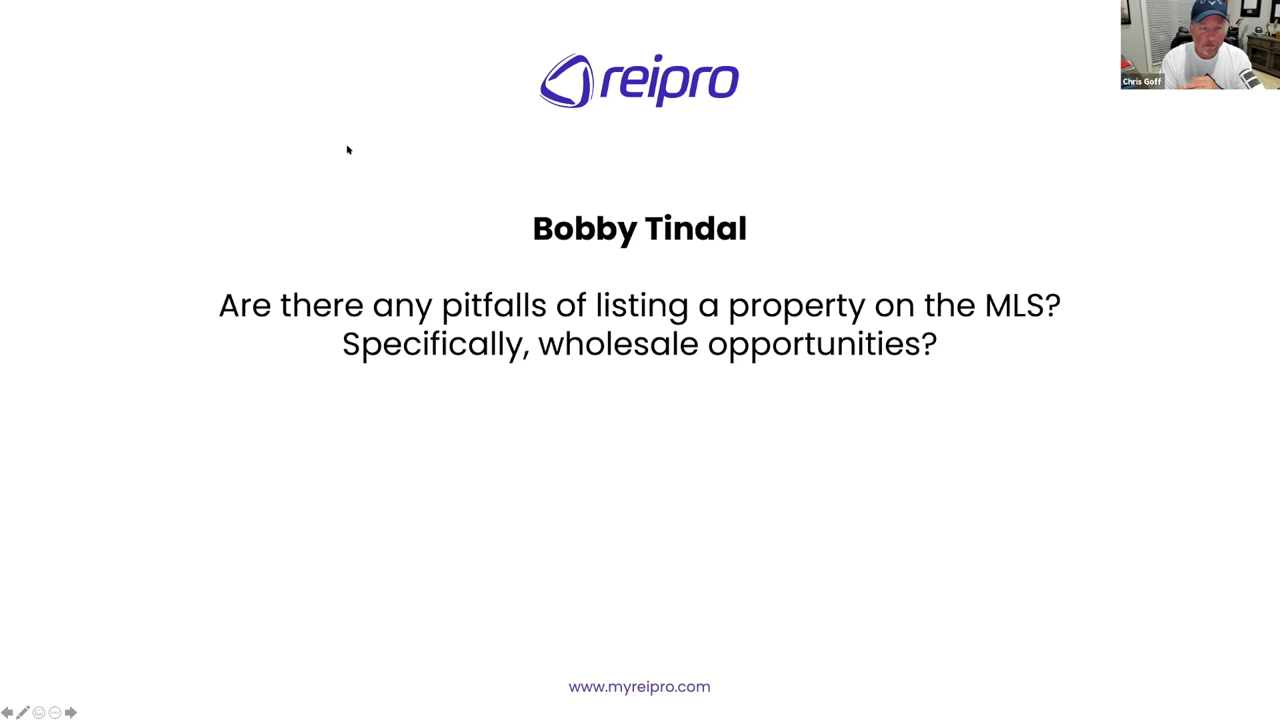 reipro
Chris Goff
Bobby Tindal
Are there any pitfalls of listing a property on the MLS?
Specifically, wholesale opportunities?
www.myreipro.com